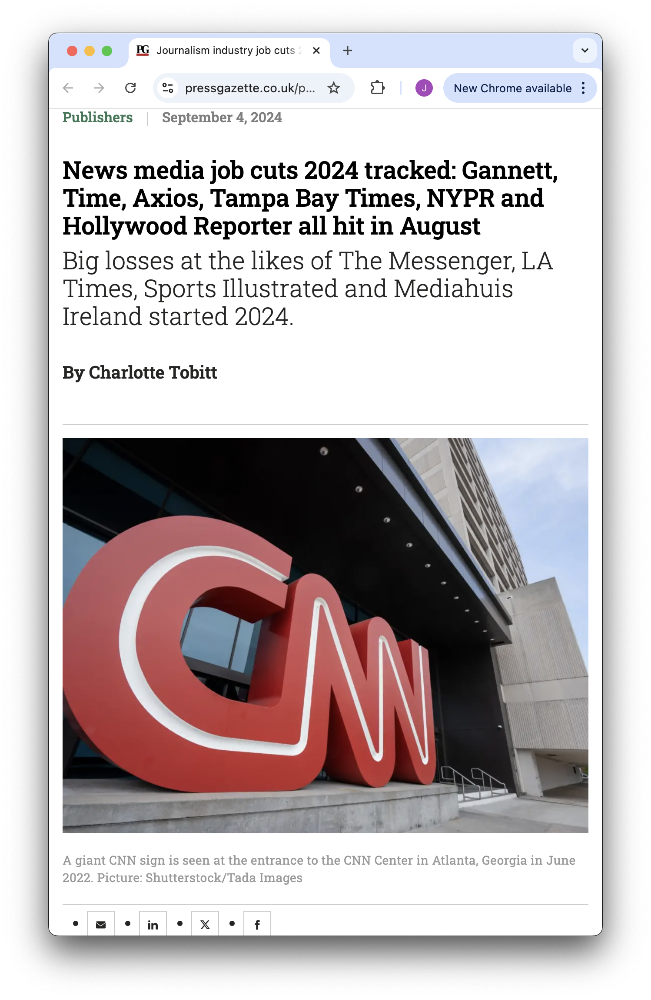 PG Journalism industry job cuts
pressgazette.co.uk/p...
J
New Chrome available
Publishers | September 4, 2024
News media job cuts 2024 tracked: Gannett,
Time, Axios, Tampa Bay Times, NYPR and
Hollywood Reporter all hit in August
Big losses at the likes of The Messenger, LA
Times, Sports Illustrated and Mediahuis
Ireland started 2024.
By Charlotte Tobitt
CNN
A giant CNN sign is seen at the entrance to the CNN Center in Atlanta, Georgia in June
2022. Picture: Shutterstock/Tada Images
in X f